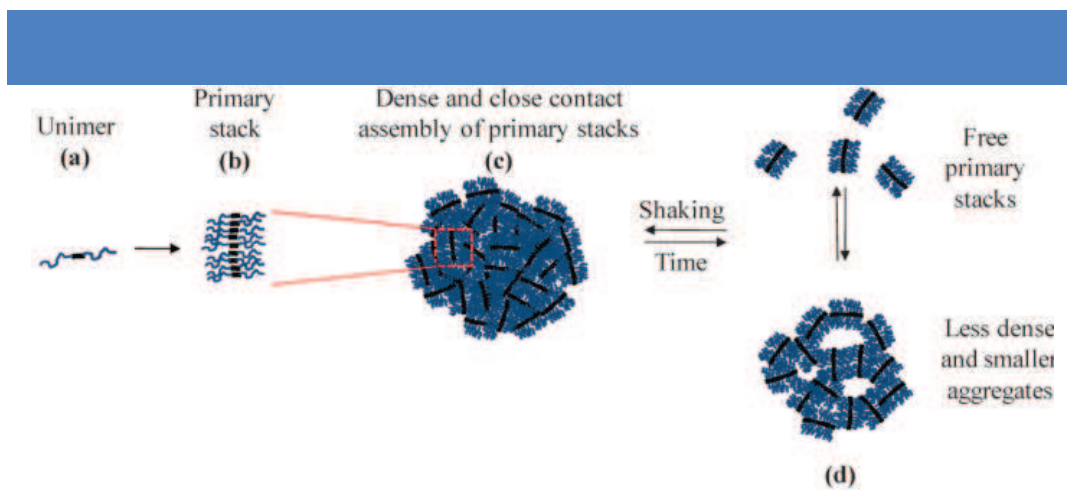 Unimer
(a)
Primary
stack
(b)
Dense and close contact
assembly of primary stacks
(c)
Shaking
Time
Free
primary
stacks
Less dense
and smaller
aggregates
(d)